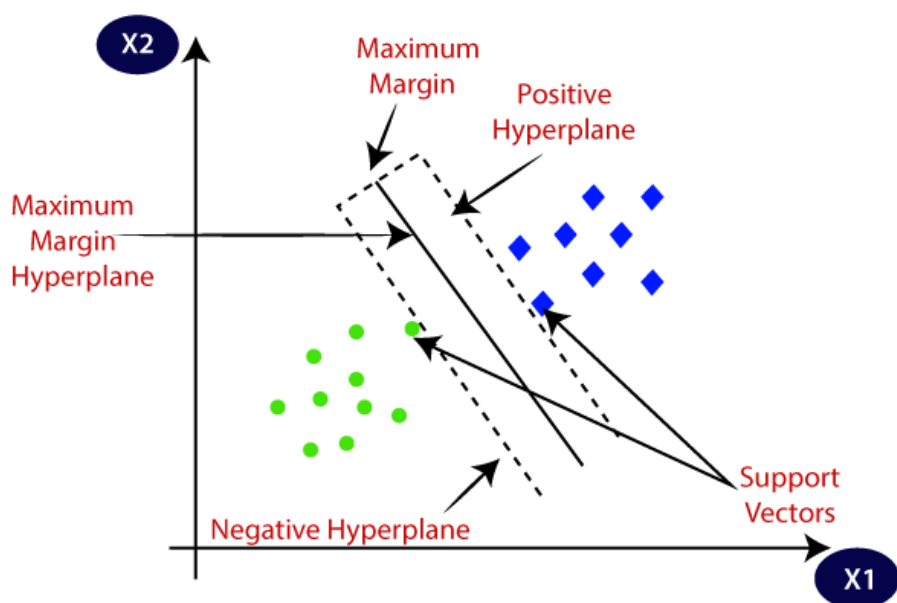 X2
Maximum
Margin
Positive
Hyperplane
Maximum
Margin
Hyperplane
Support
Vectors
Negative Hyperplane
X1